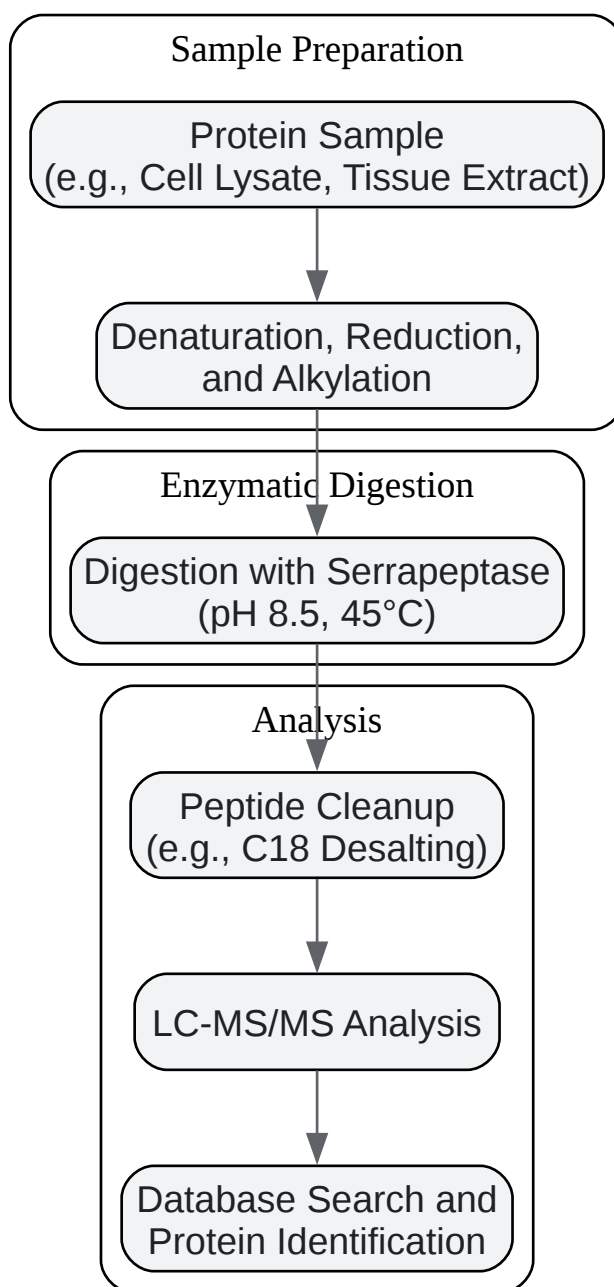 Sample Preparation
Protein Sample
(e.g., Cell Lysate, Tissue Extract)
Denaturation, Reduction,
and Alkylation
Enzymatic Digestion
Digestion with Serrapeptase
(pH 8.5, 45°C)
Analysis
Peptide Cleanup
(e.g., C18 Desalting)
LC-MS/MS Analysis
Database Search and
Protein Identification